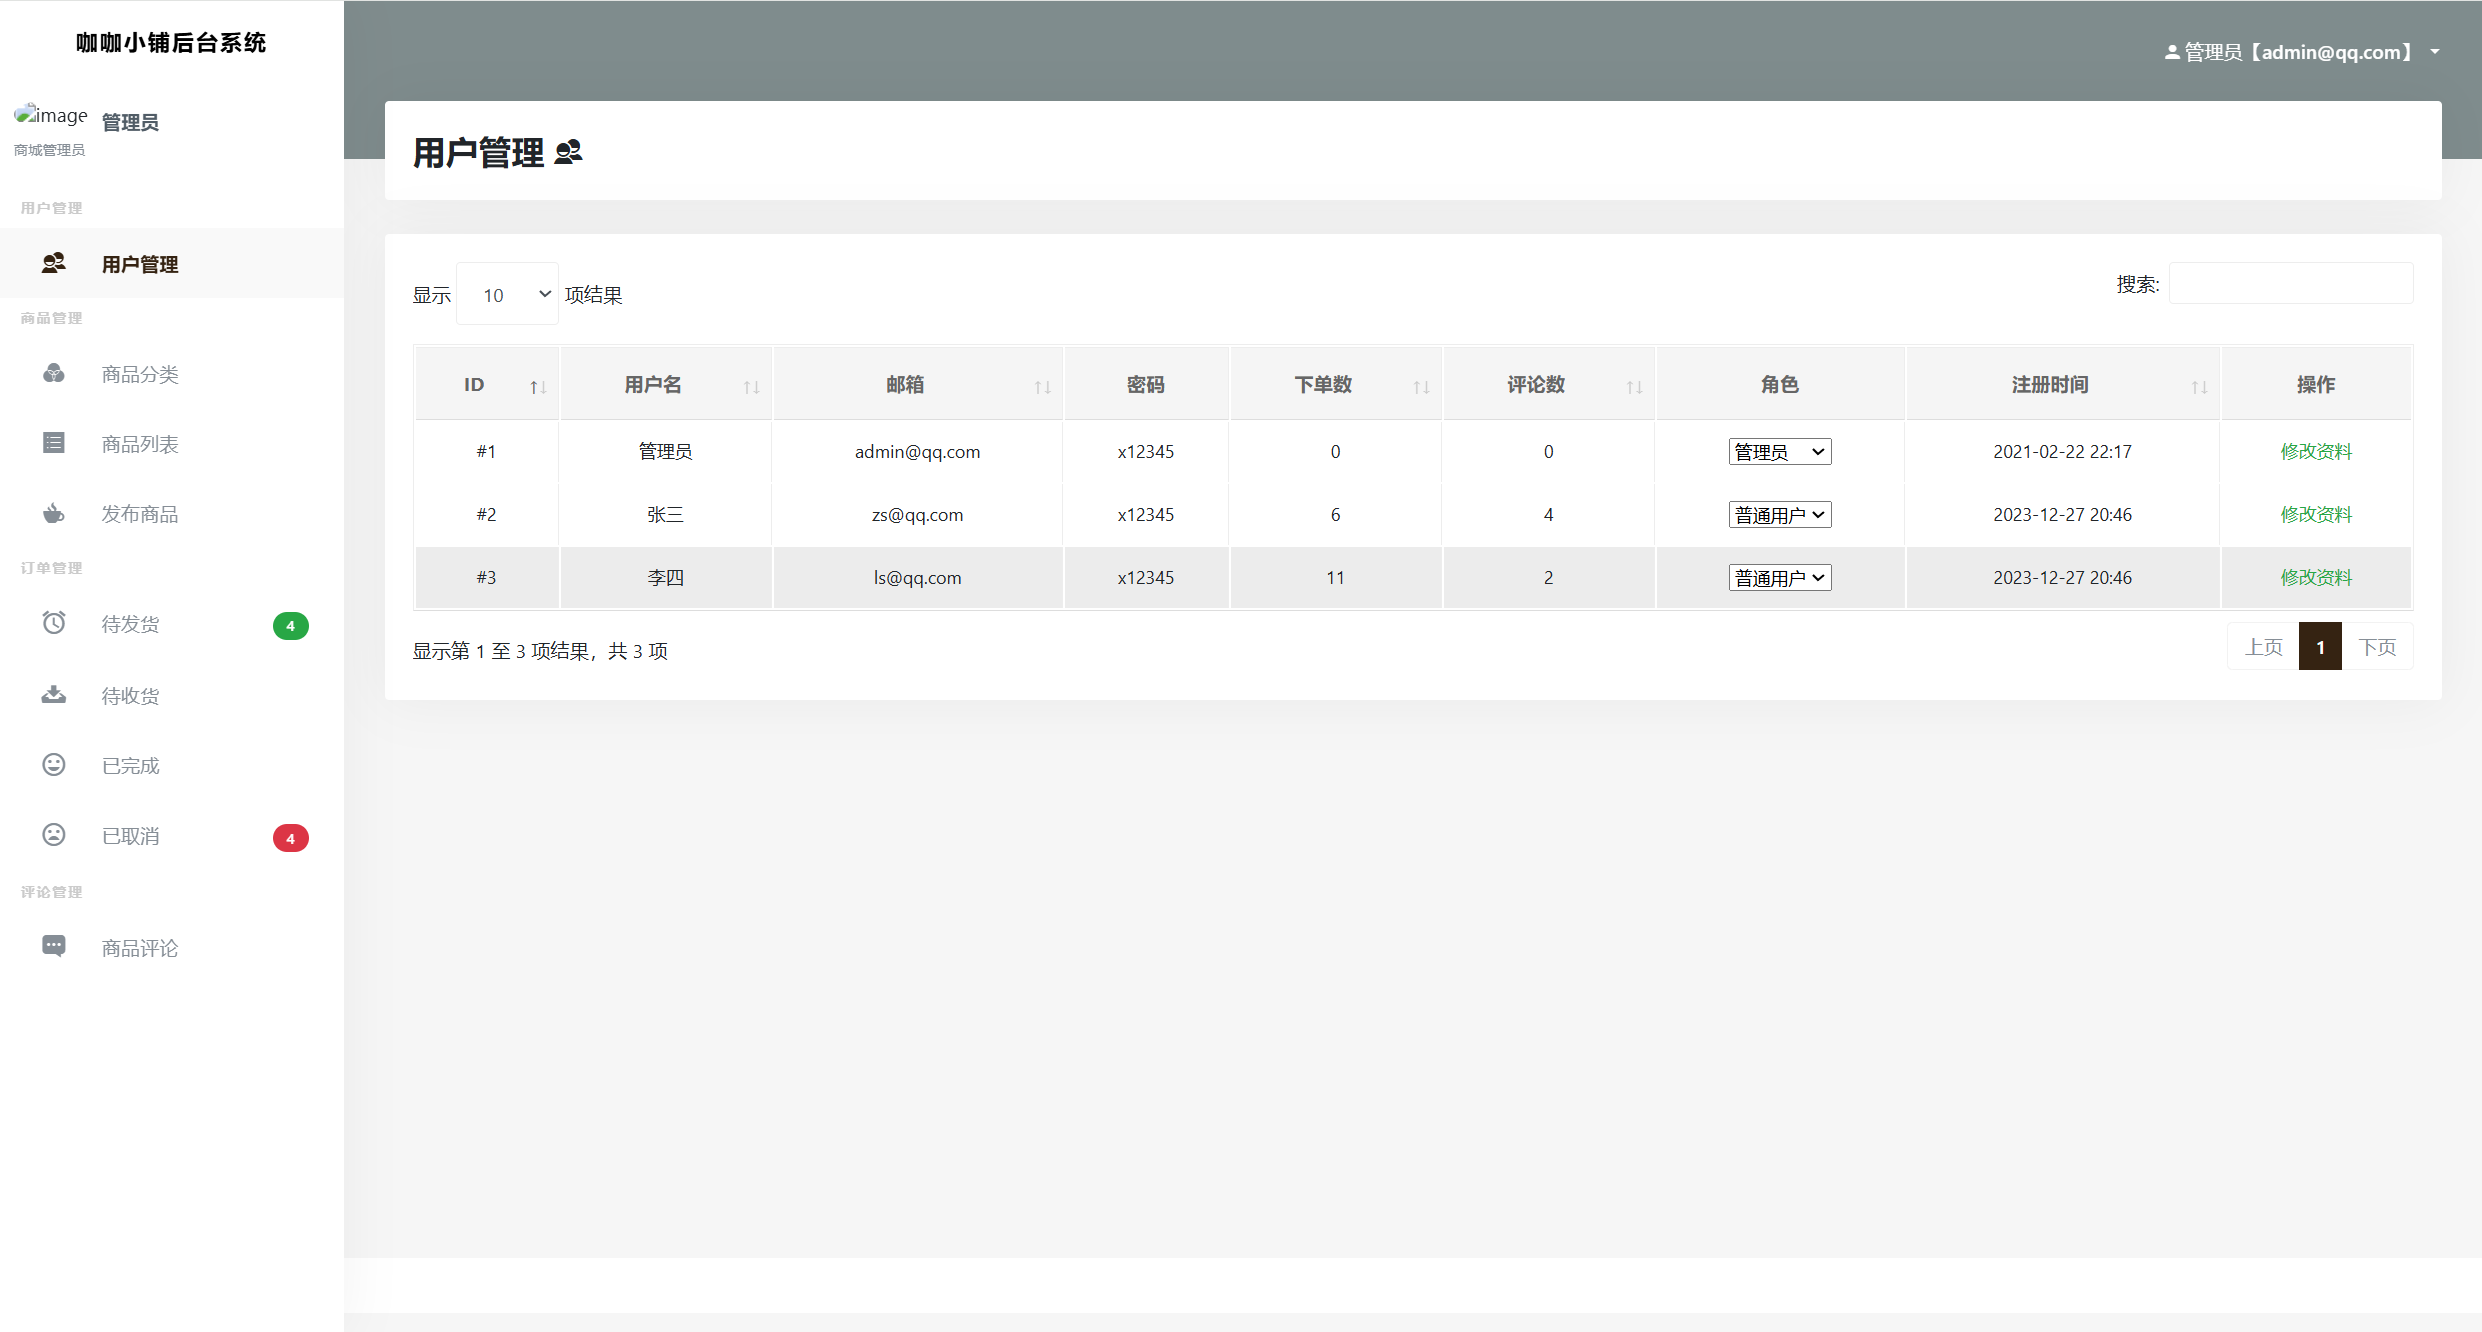 咖咖小铺后台系统
管理员【admin@qq.com】
image 管理员
商城管理员
用户管理
用户管理
商品管理
商品分类
商品列表
发布商品
订单管理
待发货 4
待收货
已完成
已取消 4
评论管理
商品评论
用户管理
显示 10 项结果
搜索:
ID 用户名 邮箱 密码 下单数 评论数 角色 注册时间 操作
#1 管理员 admin@qq.com x12345 0 0 管理员 2021-02-22 22:17 修改资料
#2 张三 zs@qq.com x12345 6 4 普通用户 2023-12-27 20:46 修改资料
#3 李四 ls@qq.com x12345 11 2 普通用户 2023-12-27 20:46 修改资料
显示第 1 至 3 项结果，共 3 项
上页 1 下页